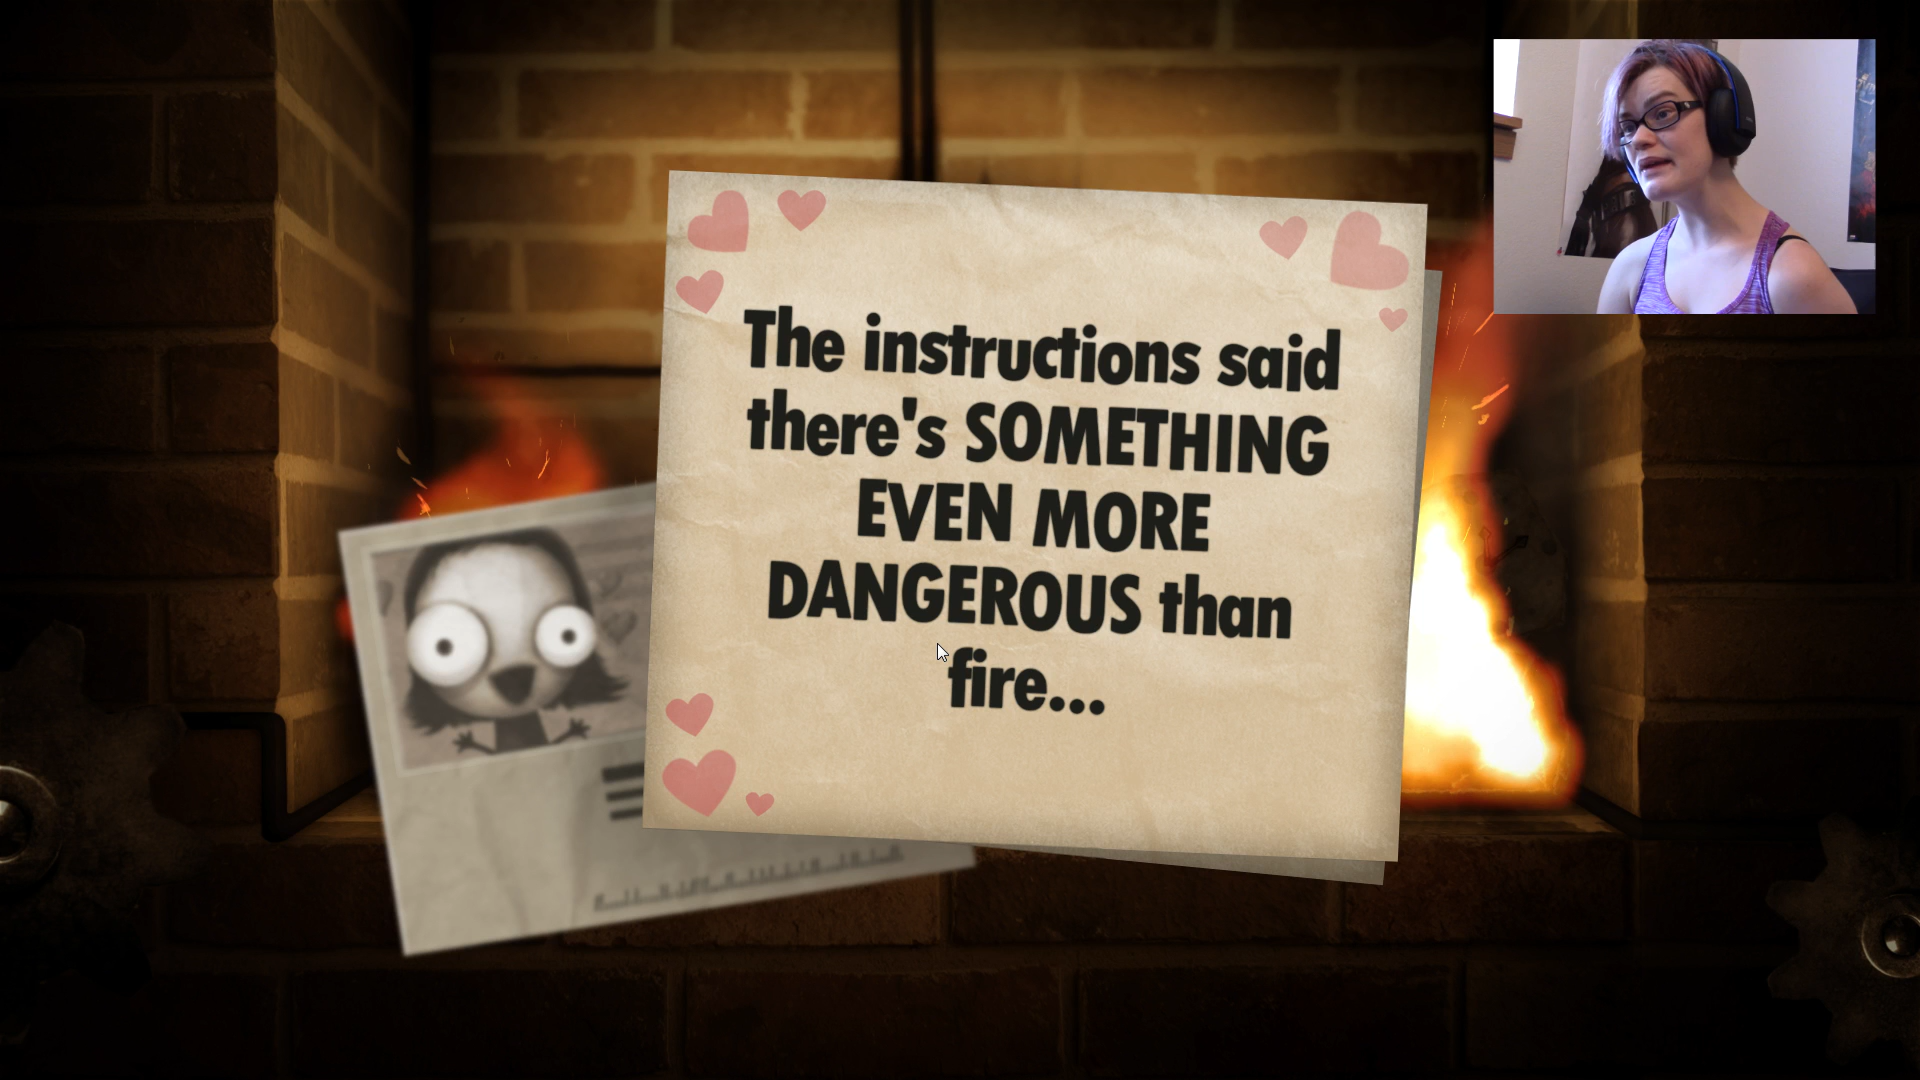 The instructions said
there's SOMETHING
EVEN MORE
DANGEROUS than
fire...